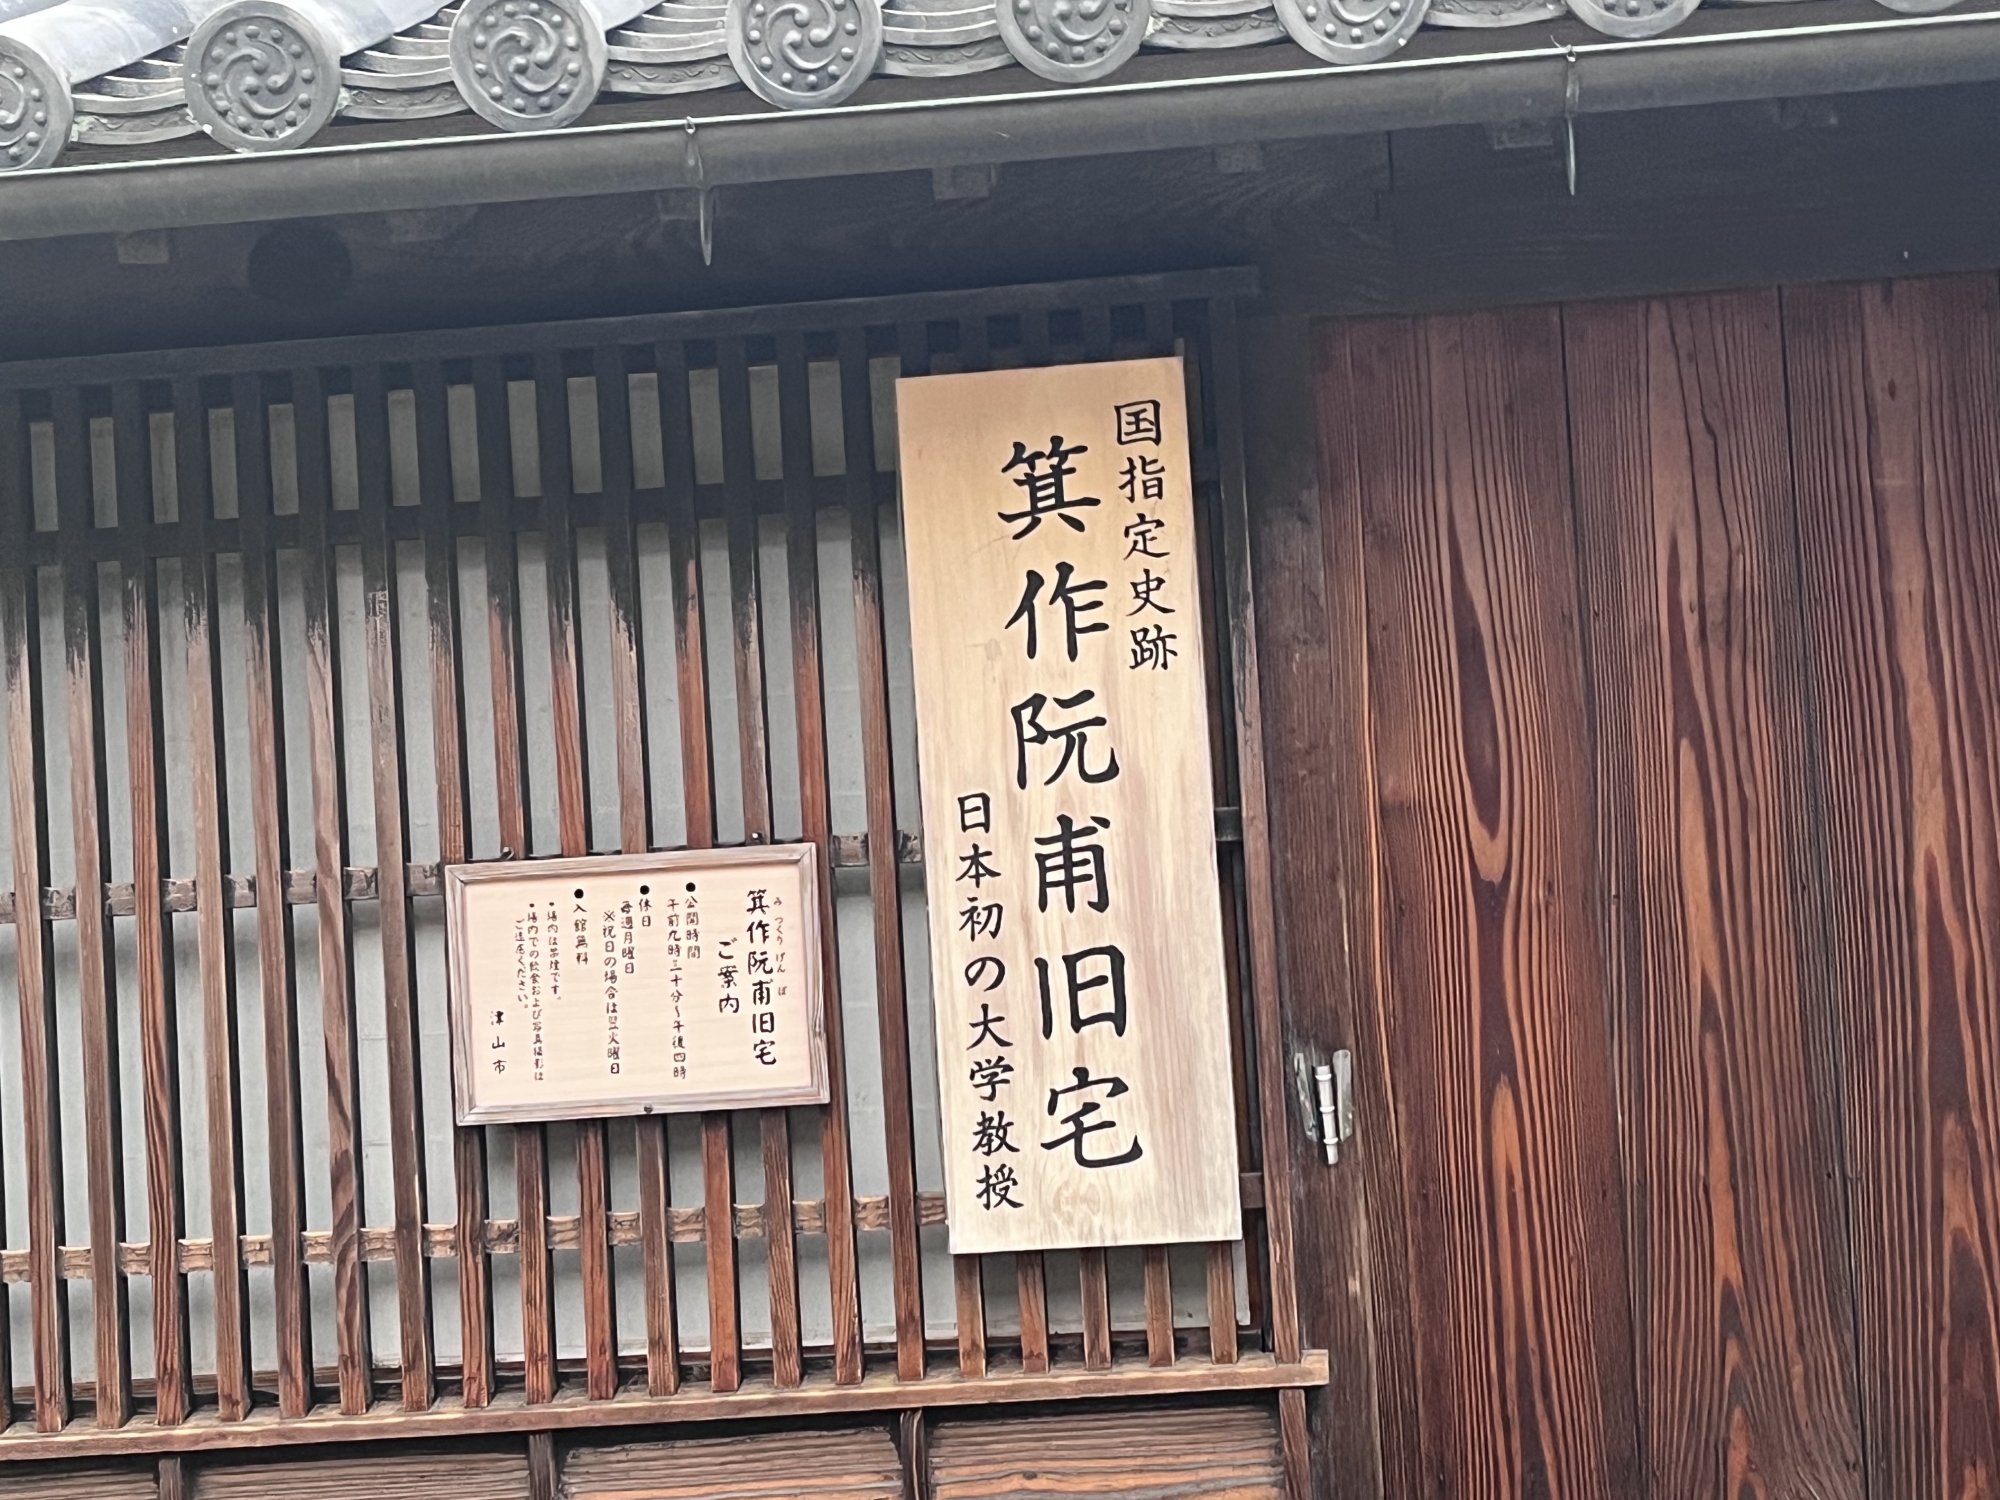 国指定史跡
箕作阮甫旧宅
日本初の大学教授
みつくりげんぽ
箕作阮甫旧宅
ご案内
●公開時間
午前九時三十分～午後四時
●休日
毎週月曜日
※祝日の場合は翌火曜日
●入館無料
•場内は禁煙です。
•場内での飲食および写真撮影は
ご遠慮ください。
津山市